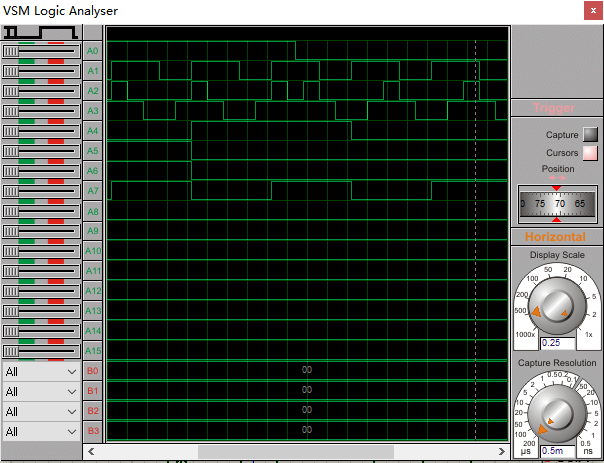 VSM Logic Analyser
x
A0
A1
A2
A3
A4
A5
A6
A7
A8
A9
A10
A11
A12
A13
A14
A15
All B0 00
All B1 00
All B2 00
All B3 00
Trigger
Capture
Cursors
Position
0 75 70 65
Horizontal
Display Scale
50 20
100 10
200 5
500 2
1000x 1x
0.25
Capture Resolution
1 0.5 0.2 0.1
2 50
5 20
10 10
20 5
50 2
100 1
200 0.5
µs ns
0.5m